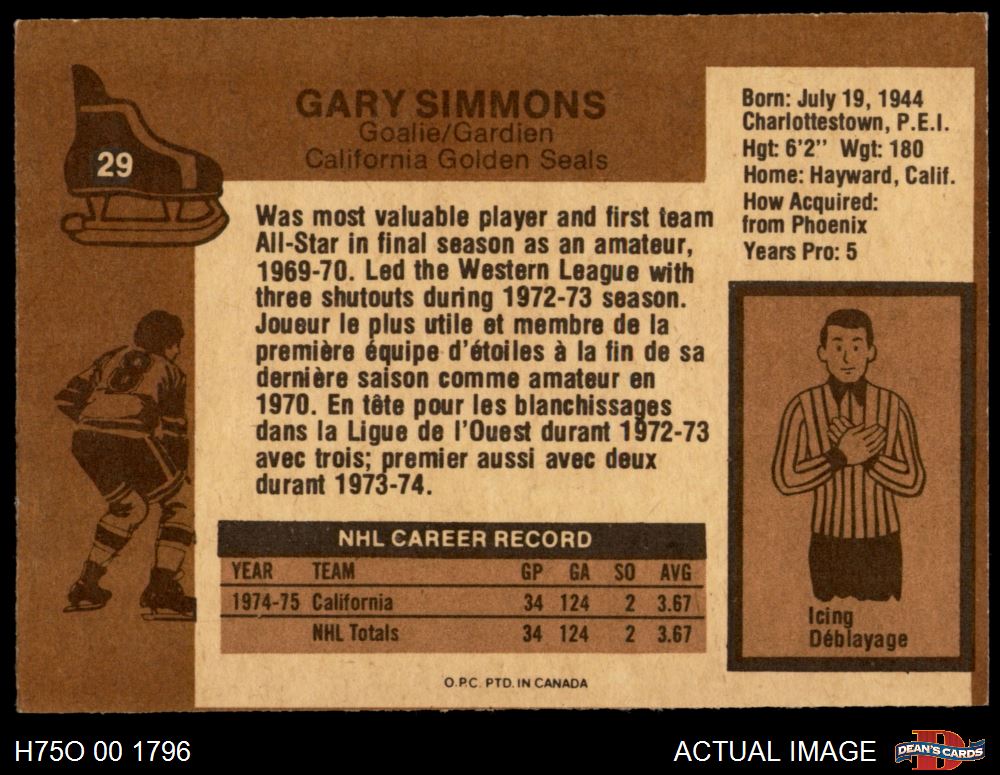 29
GARY SIMMONS
Goalie/Gardien
California Golden Seals
Born: July 19, 1944
Charlottestown, P.E.I.
Hgt: 6'2'' Wgt: 180
Home: Hayward, Calif.
How Acquired:
from Phoenix
Years Pro: 5
Was most valuable player and first team
All-Star in final season as an amateur,
1969-70. Led the Western League with
three shutouts during 1972-73 season.
Joueur le plus utile et membre de la
première équipe d'étoiles à la fin de sa
dernière saison comme amateur en
1970. En tête pour les blanchissages
dans la Ligue de l'Ouest durant 1972-73
avec trois; premier aussi avec deux
durant 1973-74.
8
NHL CAREER RECORD
YEAR TEAM GP GA SO AVG
1974-75 California 34 124 2 3.67
NHL Totals 34 124 2 3.67
Icing
Déblayage
O.P.C. PTD. IN CANADA
H75O 00 1796
ACTUAL IMAGE
D
DEAN'S CARDS